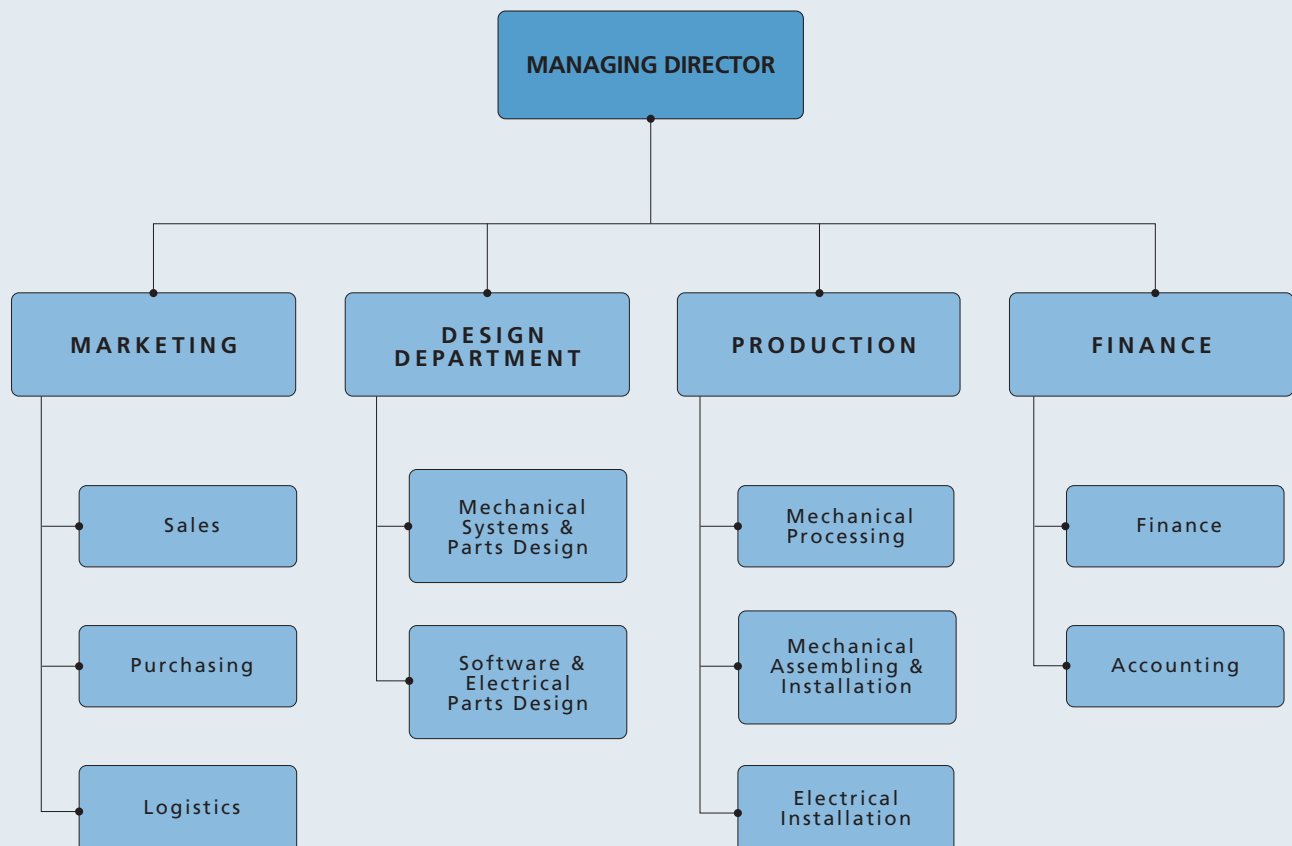 MANAGING DIRECTOR
MARKETING
DESIGN
DEPARTMENT
PRODUCTION
FINANCE
Sales
Purchasing
Logistics
Mechanical
Systems &
Parts Design
Software &
Electrical
Parts Design
Mechanical
Processing
Mechanical
Assembling &
Installation
Electrical
Installation
Finance
Accounting